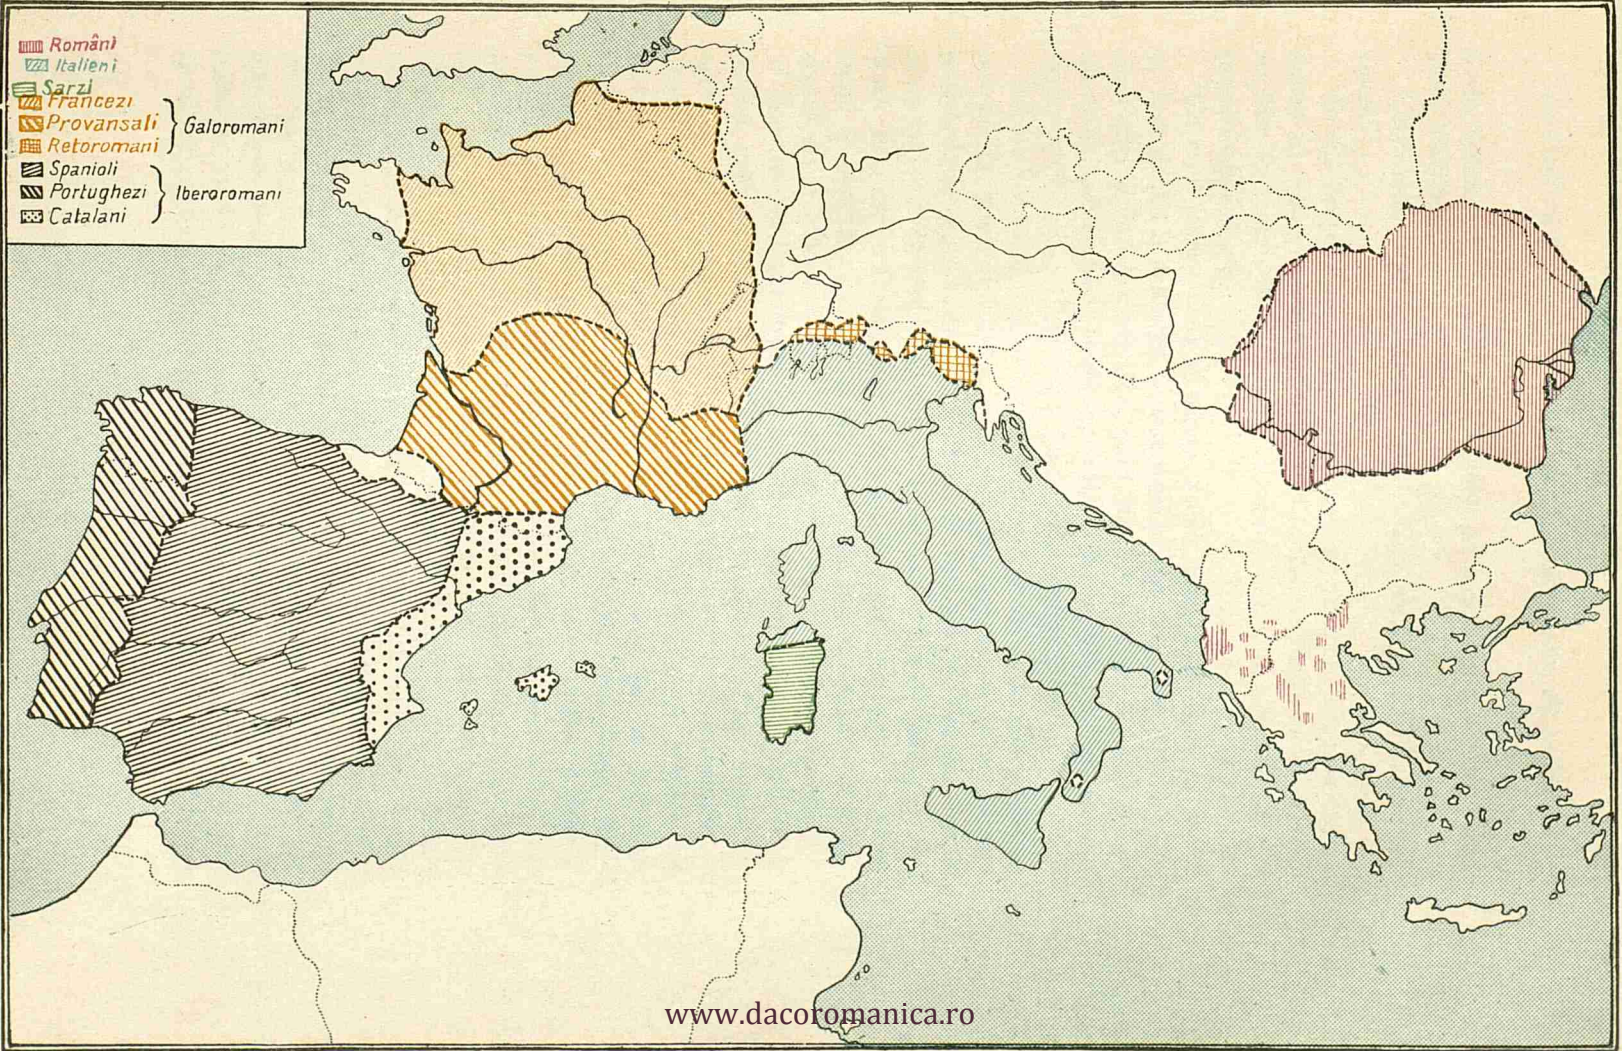 Români
Italieni
Sarzi
Francezi
Provansali
Galoromani
Retoromani
Spanioli
Portughezi
Iberoromani
Catalani
www.dacoromanica.ro